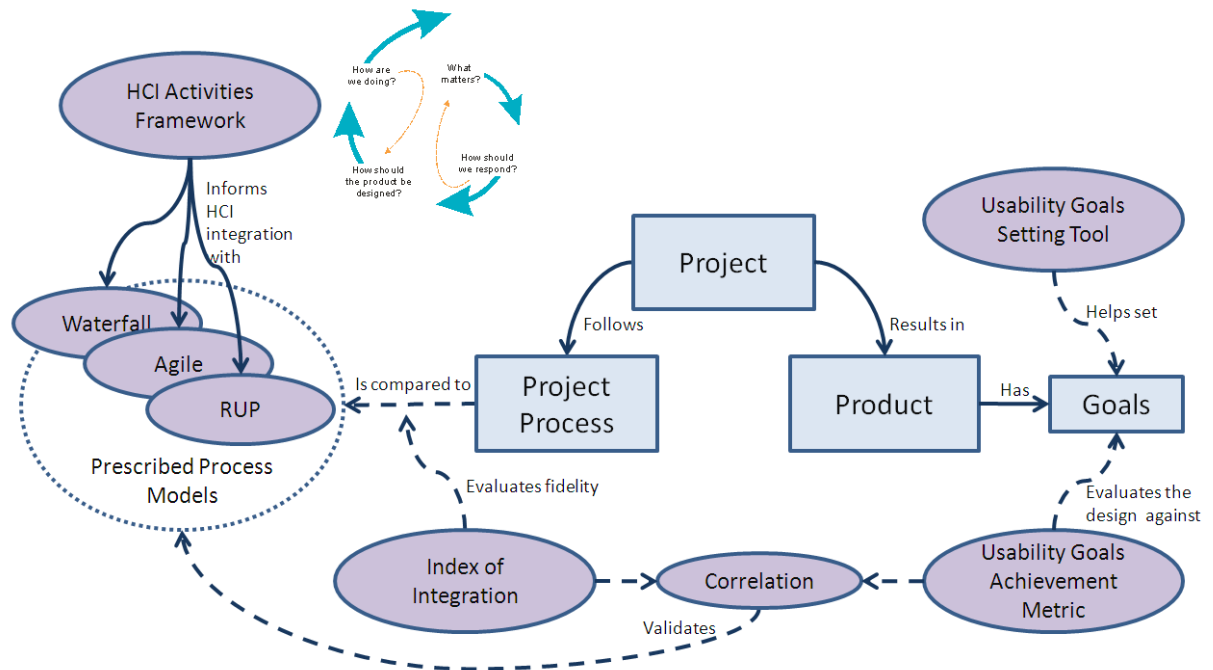 HCI Activities
Framework
How are
we doing?
What
matters?
How should
the product be
designed?
How should
we respond?
Informs
HCI
integration
with
Usability Goals
Setting Tool
Project
Waterfall
Agile
RUP
Prescribed Process
Models
Follows
Results in
Helps set
Is compared to
Project
Process
Product
Has
Goals
Evaluates fidelity
Evaluates the
design against
Index of
Integration
Correlation
Usability Goals
Achievement
Metric
Validates